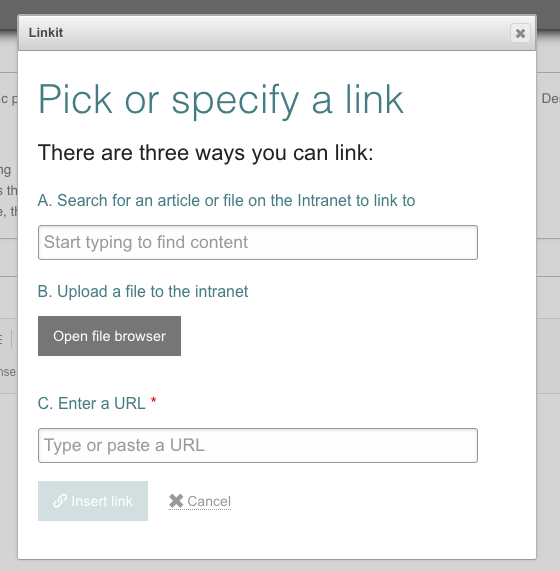 Linkit
Pick or specify a link
There are three ways you can link:
A. Search for an article or file on the Intranet to link to
Start typing to find content
B. Upload a file to the intranet
Open file browser
C. Enter a URL *
Type or paste a URL
Insert link
Cancel